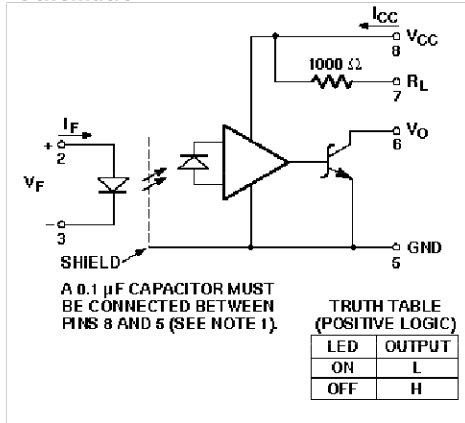 I_CC
V_CC
8
1000 Ω
R_L
7
V_O
6
I_F
+
2
V_F
–
3
SHIELD
GND
5
A 0.1 µF CAPACITOR MUST
BE CONNECTED BETWEEN
PINS 8 AND 5 (SEE NOTE 1).
TRUTH TABLE
(POSITIVE LOGIC)
LED OUTPUT
ON L
OFF H